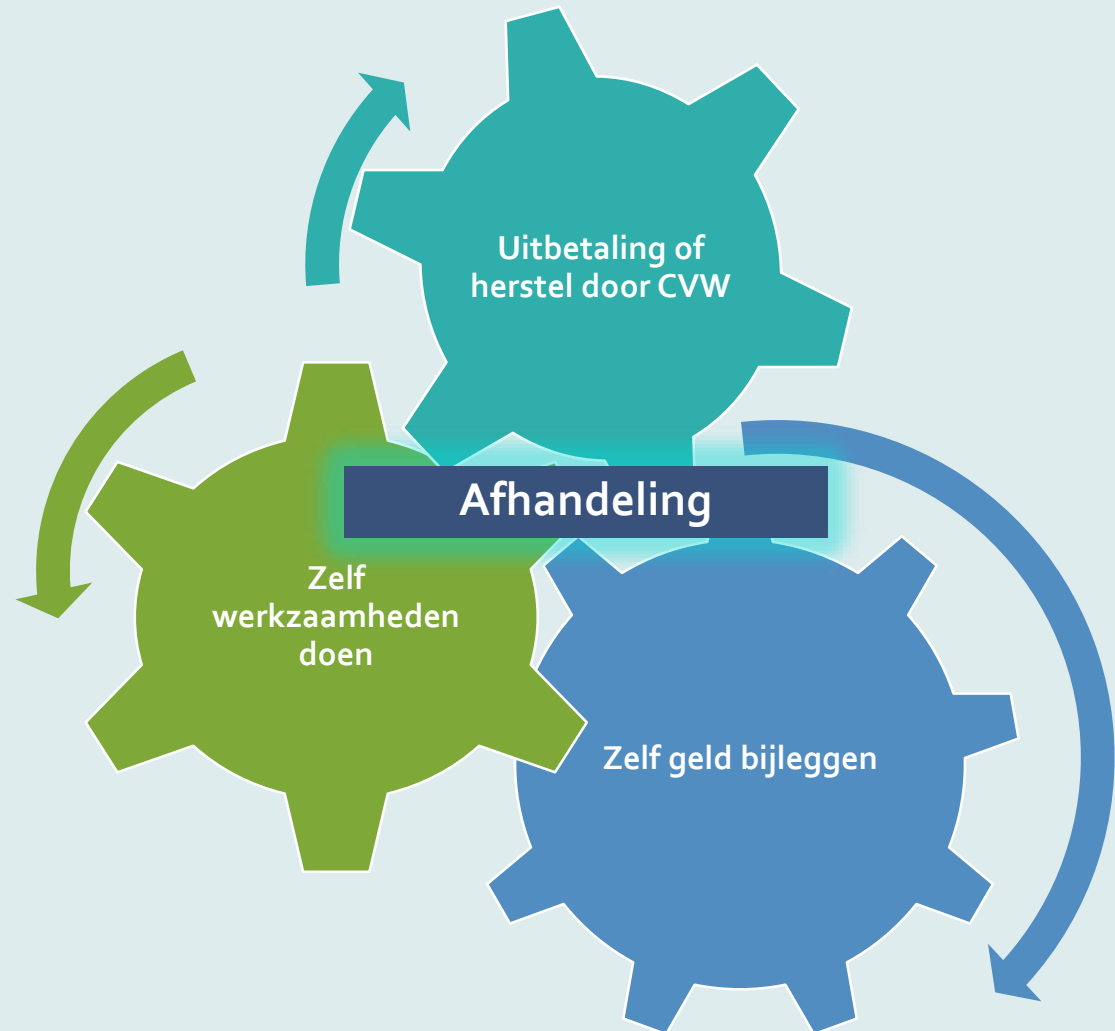 Uitbetaling of
herstel door CVW
Afhandeling
Zelf
werkzaamheden
doen
Zelf geld bijleggen